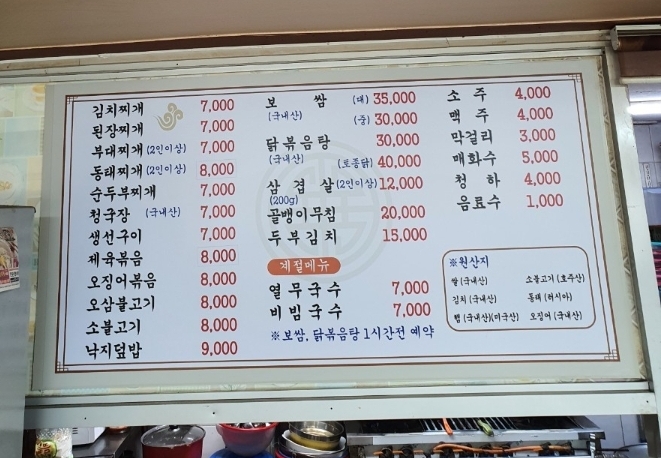 김치찌개 7,000
된장찌개 7,000
부대찌개 (2인이상) 7,000
동태찌개 (2인이상) 8,000
순두부찌개 7,000
청국장 (국내산) 7,000
생선구이 7,000
제육볶음 8,000
오징어볶음 8,000
오삼불고기 8,000
소불고기 8,000
낙지덮밥 9,000
보 쌈 (대) 35,000
(국내산) (중) 30,000
닭볶음탕 30,000
(국내산) (토종닭) 40,000
삼 겹 살 (2인이상) 12,000
(200g)
골뱅이무침 20,000
두부김치 15,000
계절메뉴
열무국수 7,000
비빔국수 7,000
※보쌈, 닭볶음탕 1시간전 예약
소 주 4,000
맥 주 4,000
막걸리 3,000
매화수 5,000
청 하 4,000
음료수 1,000
※원산지
쌀 (국내산) 소불고기 (호주산)
김치 (국내산) 동태 (러시아)
햄 (국내산)(미국산) 오징어 (국내산)